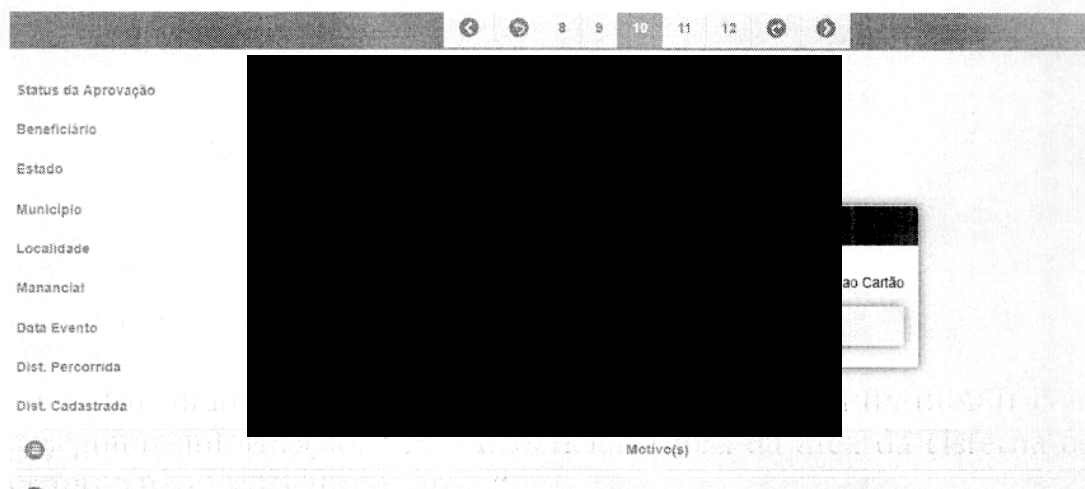 8 9 10 11 12
Status da Aprovação
Beneficiário
Estado
Município
Localidade
Manancial
ao Cartão
Data Evento
Dist. Percorrida
Dist. Cadastrada
Motivo(s)